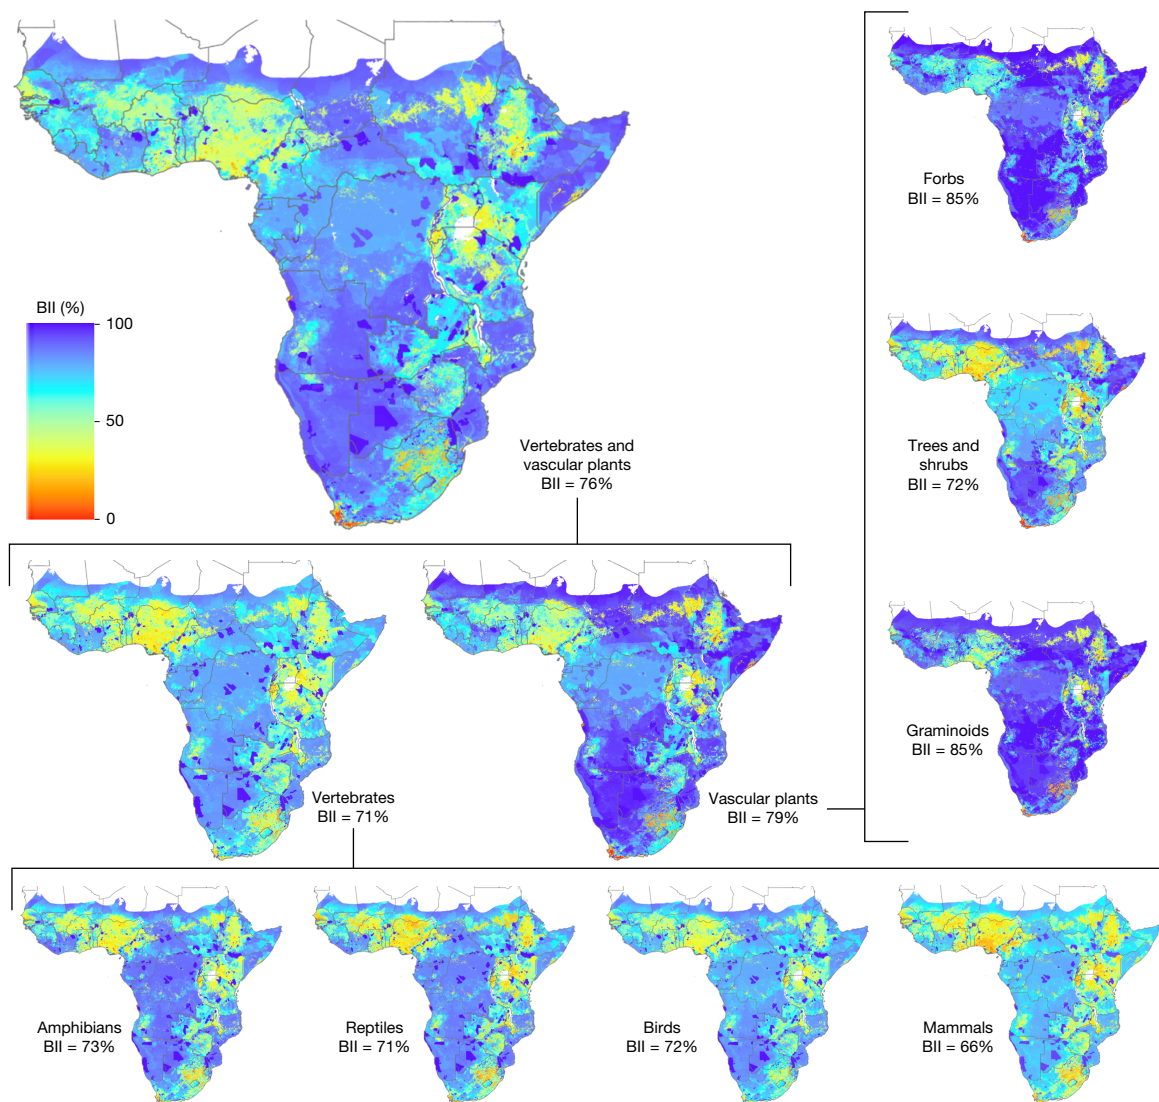 Forbs
BII = 85%
BII (%)
100
50
0
Vertebrates and
vascular plants
BII = 76%
Trees and
shrubs
BII = 72%
Graminoids
BII = 85%
Vertebrates
BII = 71%
Vascular plants
BII = 79%
Amphibians
BII = 73%
Reptiles
BII = 71%
Birds
BII = 72%
Mammals
BII = 66%